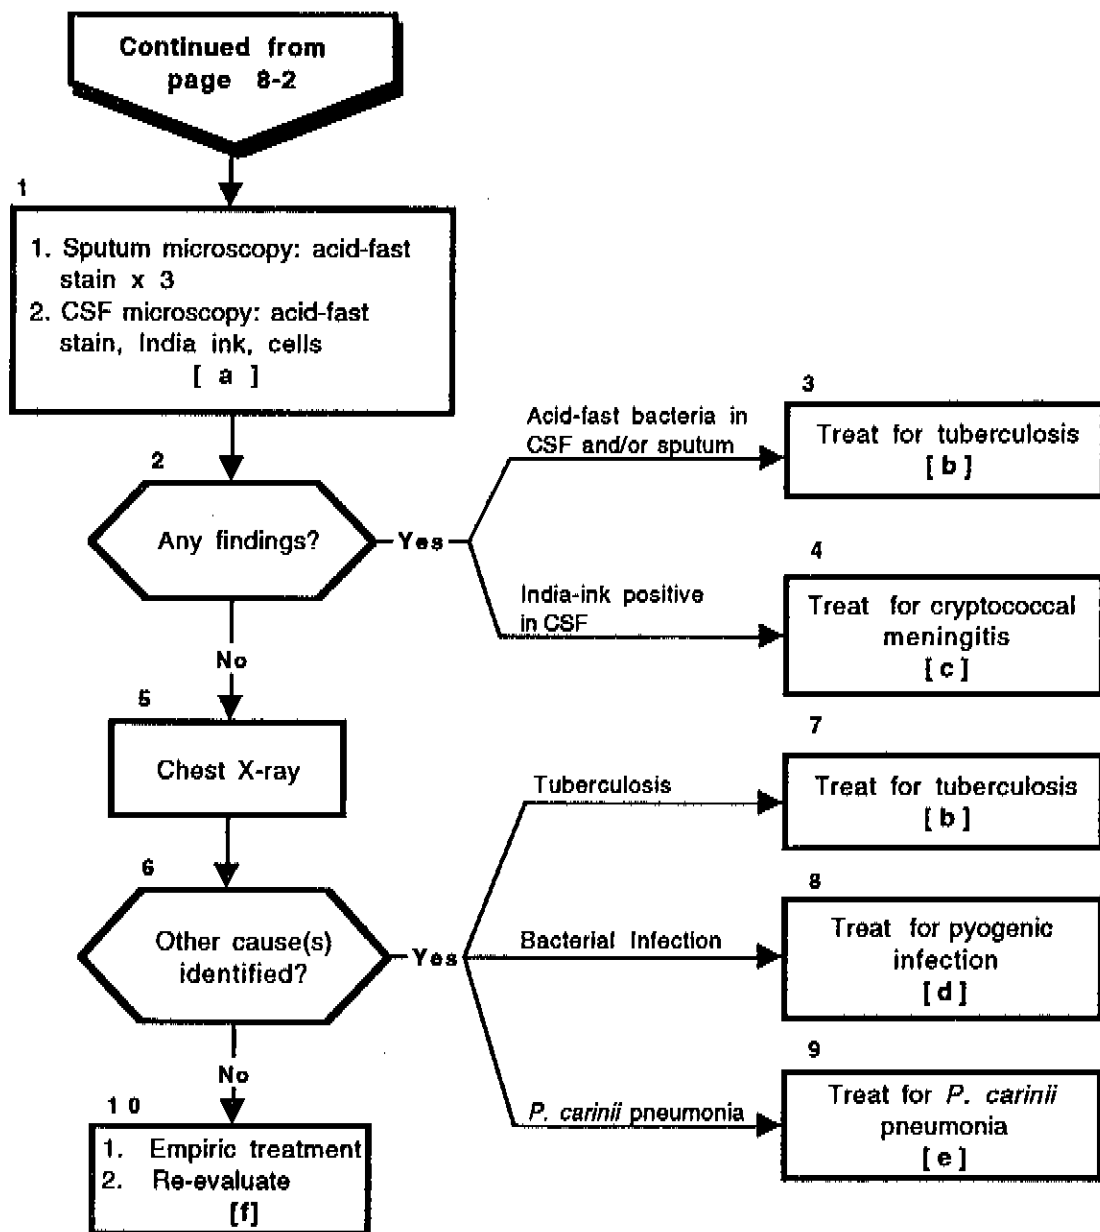 Continued from
page 8-2
1
1. Sputum microscopy: acid-fast
stain x 3
2. CSF microscopy: acid-fast
stain, India ink, cells
[ a ]
2
Any findings?
Yes
Acid-fast bacteria in
CSF and/or sputum
3
Treat for tuberculosis
[ b ]
India-ink positive
in CSF
4
Treat for cryptococcal
meningitis
[ c ]
No
5
Chest X-ray
6
Other cause(s)
identified?
Yes
Tuberculosis
7
Treat for tuberculosis
[ b ]
Bacterial Infection
8
Treat for pyogenic
infection
[ d ]
P. carinii pneumonia
9
Treat for P. carinii
pneumonia
[ e ]
No
10
1. Empiric treatment
2. Re-evaluate
[f]